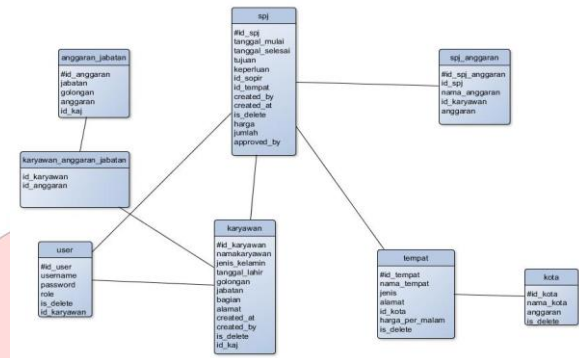 spj
#id_spj
tanggal_mulai
tanggal_selesai
tujuan
keperluan
id_sopir
id_tempat
created_by
created_at
is_delete
harga
jumlah
approved_by
anggaran_jabatan
#id_anggaran
jabatan
golongan
anggaran
id_kaj
spj_anggaran
#id_spj_anggaran
id_spj
nama_anggaran
id_karyawan
anggaran
karyawan_anggaran_jabatan
id_karyawan
id_anggaran
karyawan
#id_karyawan
namakaryawan
jenis_kelamin
tanggal_lahir
golongan
jabatan
bagian
alamat
created_at
created_by
is_delete
id_kaj
user
#id_user
username
password
role
is_delete
id_karyawan
tempat
#id_tempat
nama_tempat
jenis
alamat
id_kota
harga_per_malam
is_delete
kota
#id_kota
nama_kota
anggaran
is_delete